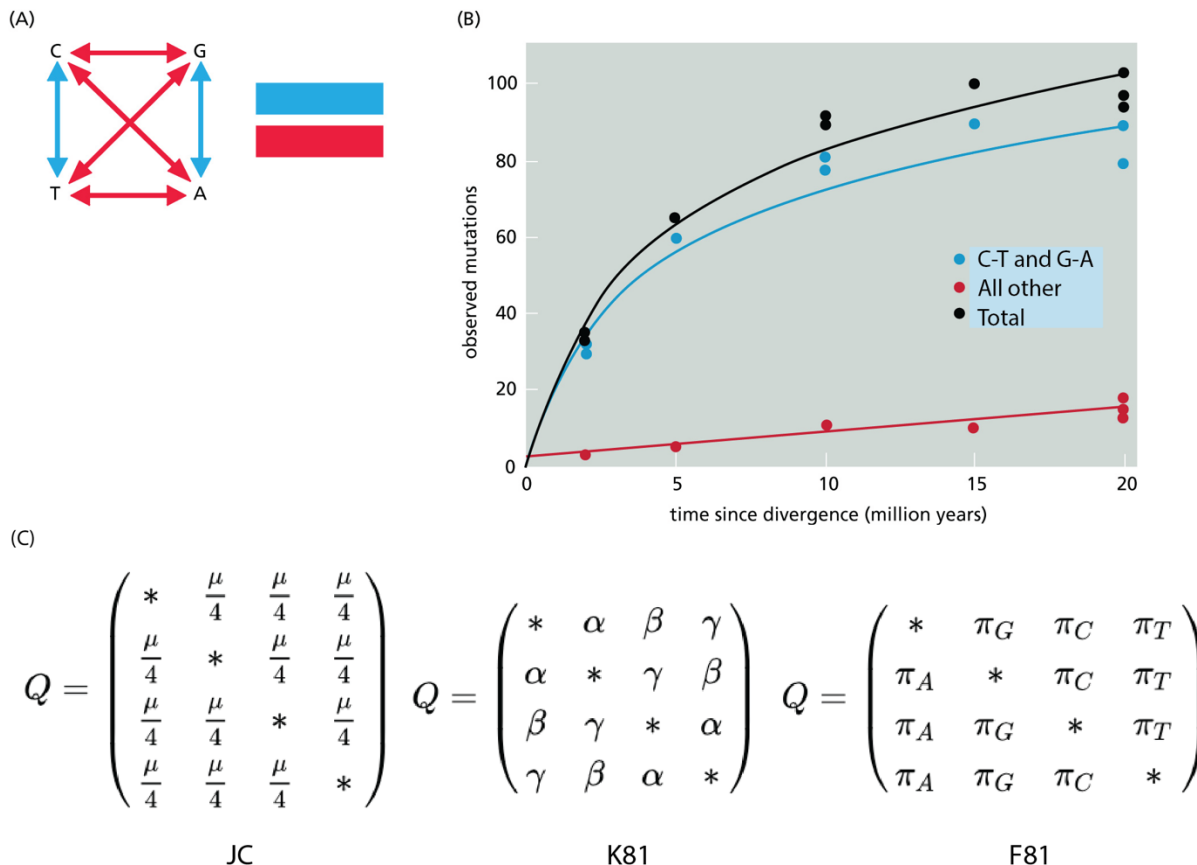 (A)
C G
T A
(B)
observed mutations
100
80
60
40
20
0
0 5 10 15 20
time since divergence (million years)
C-T and G-A
All other
Total
(C)
Q = ( * μ/4 μ/4 μ/4
μ/4 * μ/4 μ/4
μ/4 μ/4 * μ/4
μ/4 μ/4 μ/4 * )
JC
Q = ( * α β γ
α * γ β
β γ * α
γ β α * )
K81
Q = ( * π_G π_C π_T
π_A * π_C π_T
π_A π_G * π_T
π_A π_G π_C * )
F81